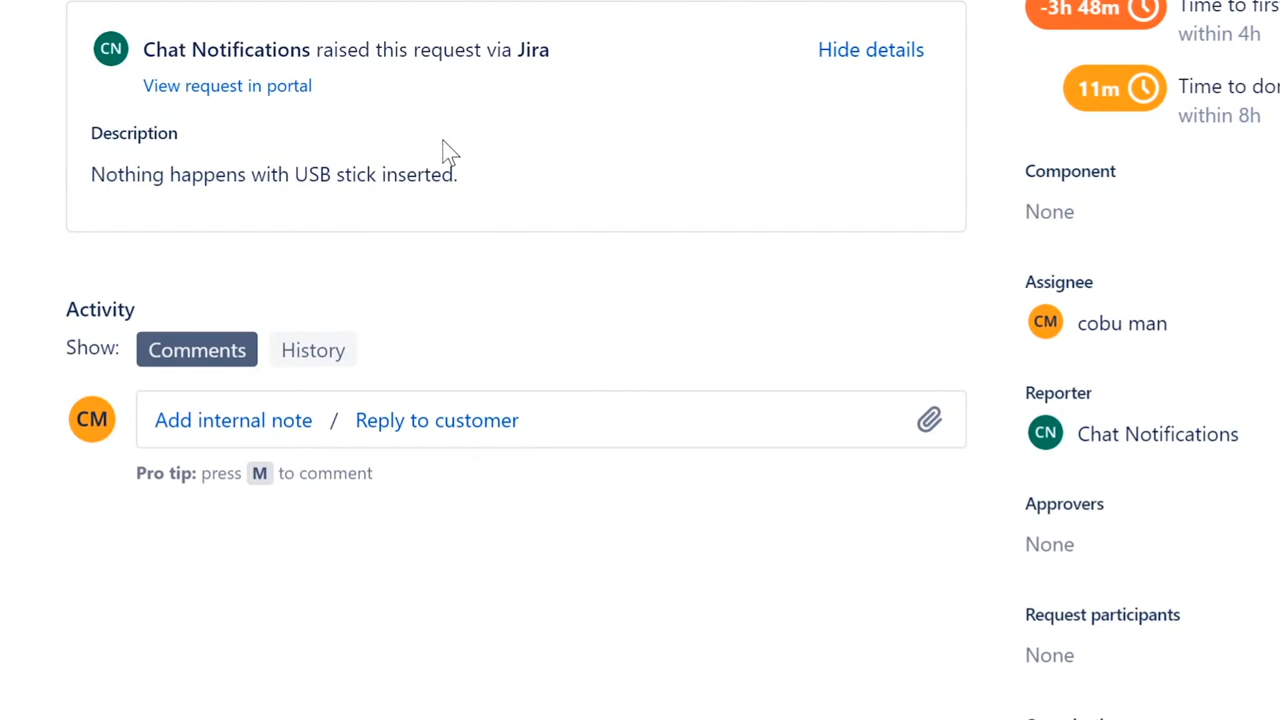 CN Chat Notifications raised this request via Jira
Hide details
View request in portal
Description
Nothing happens with USB stick inserted.
Activity
Show: Comments History
CM Add internal note / Reply to customer
Pro tip: press M to comment
-3h 48m Time to
within 4h
11m Time to
within 8h
Component
None
Assignee
CM cobu man
Reporter
CN Chat Notifications
Approvers
None
Request participants
None